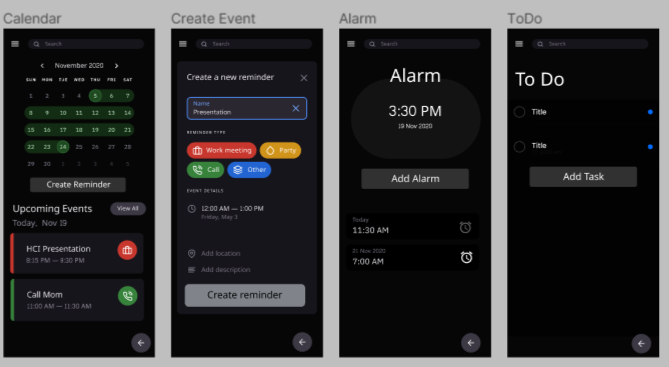 Calendar
Search
November 2020
SUN MON TUE WED THU FRI SAT
1 2 3 4 5 6 7
8 9 10 11 12 13 14
15 16 17 18 19 20 21
22 23 24 25 26 27 28
29 30 1 2 3 4 5
Create Reminder
Upcoming Events View All
Today, Nov 19
HCI Presentation
8:15 PM — 8:30 PM
Call Mom
11:00 AM — 11:30 AM
Create Event
Search
Create a new reminder
Name
Presentation
REMINDER TYPE
Work meeting Party
Call Other
EVENT DETAILS
12:00 AM — 1:00 PM
Friday, May 3
Add location
Add description
Create reminder
Alarm
Search
Alarm
3:30 PM
19 Nov 2020
Add Alarm
Today
11:30 AM
21 Nov 2020
7:00 AM
ToDo
Search
To Do
Title
Title
Add Task